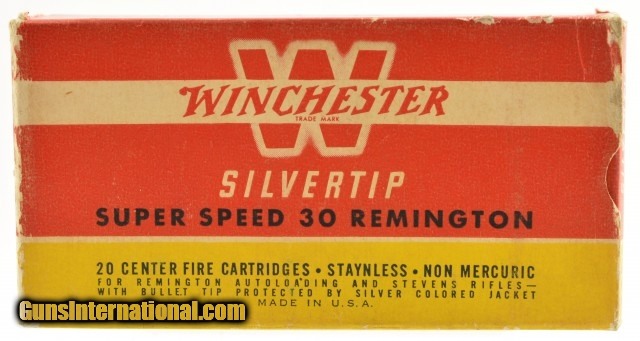 W
WINCHESTER
TRADE MARK
SILVERTIP
SUPER SPEED 30 REMINGTON
20 CENTER FIRE CARTRIDGES • STAYNLESS • NON MERCURIC
FOR REMINGTON AUTOLOADING AND STEVENS RIFLES—
WITH BULLET TIP PROTECTED BY SILVER COLORED JACKET
MADE IN U.S.A.
GunsInternational.com